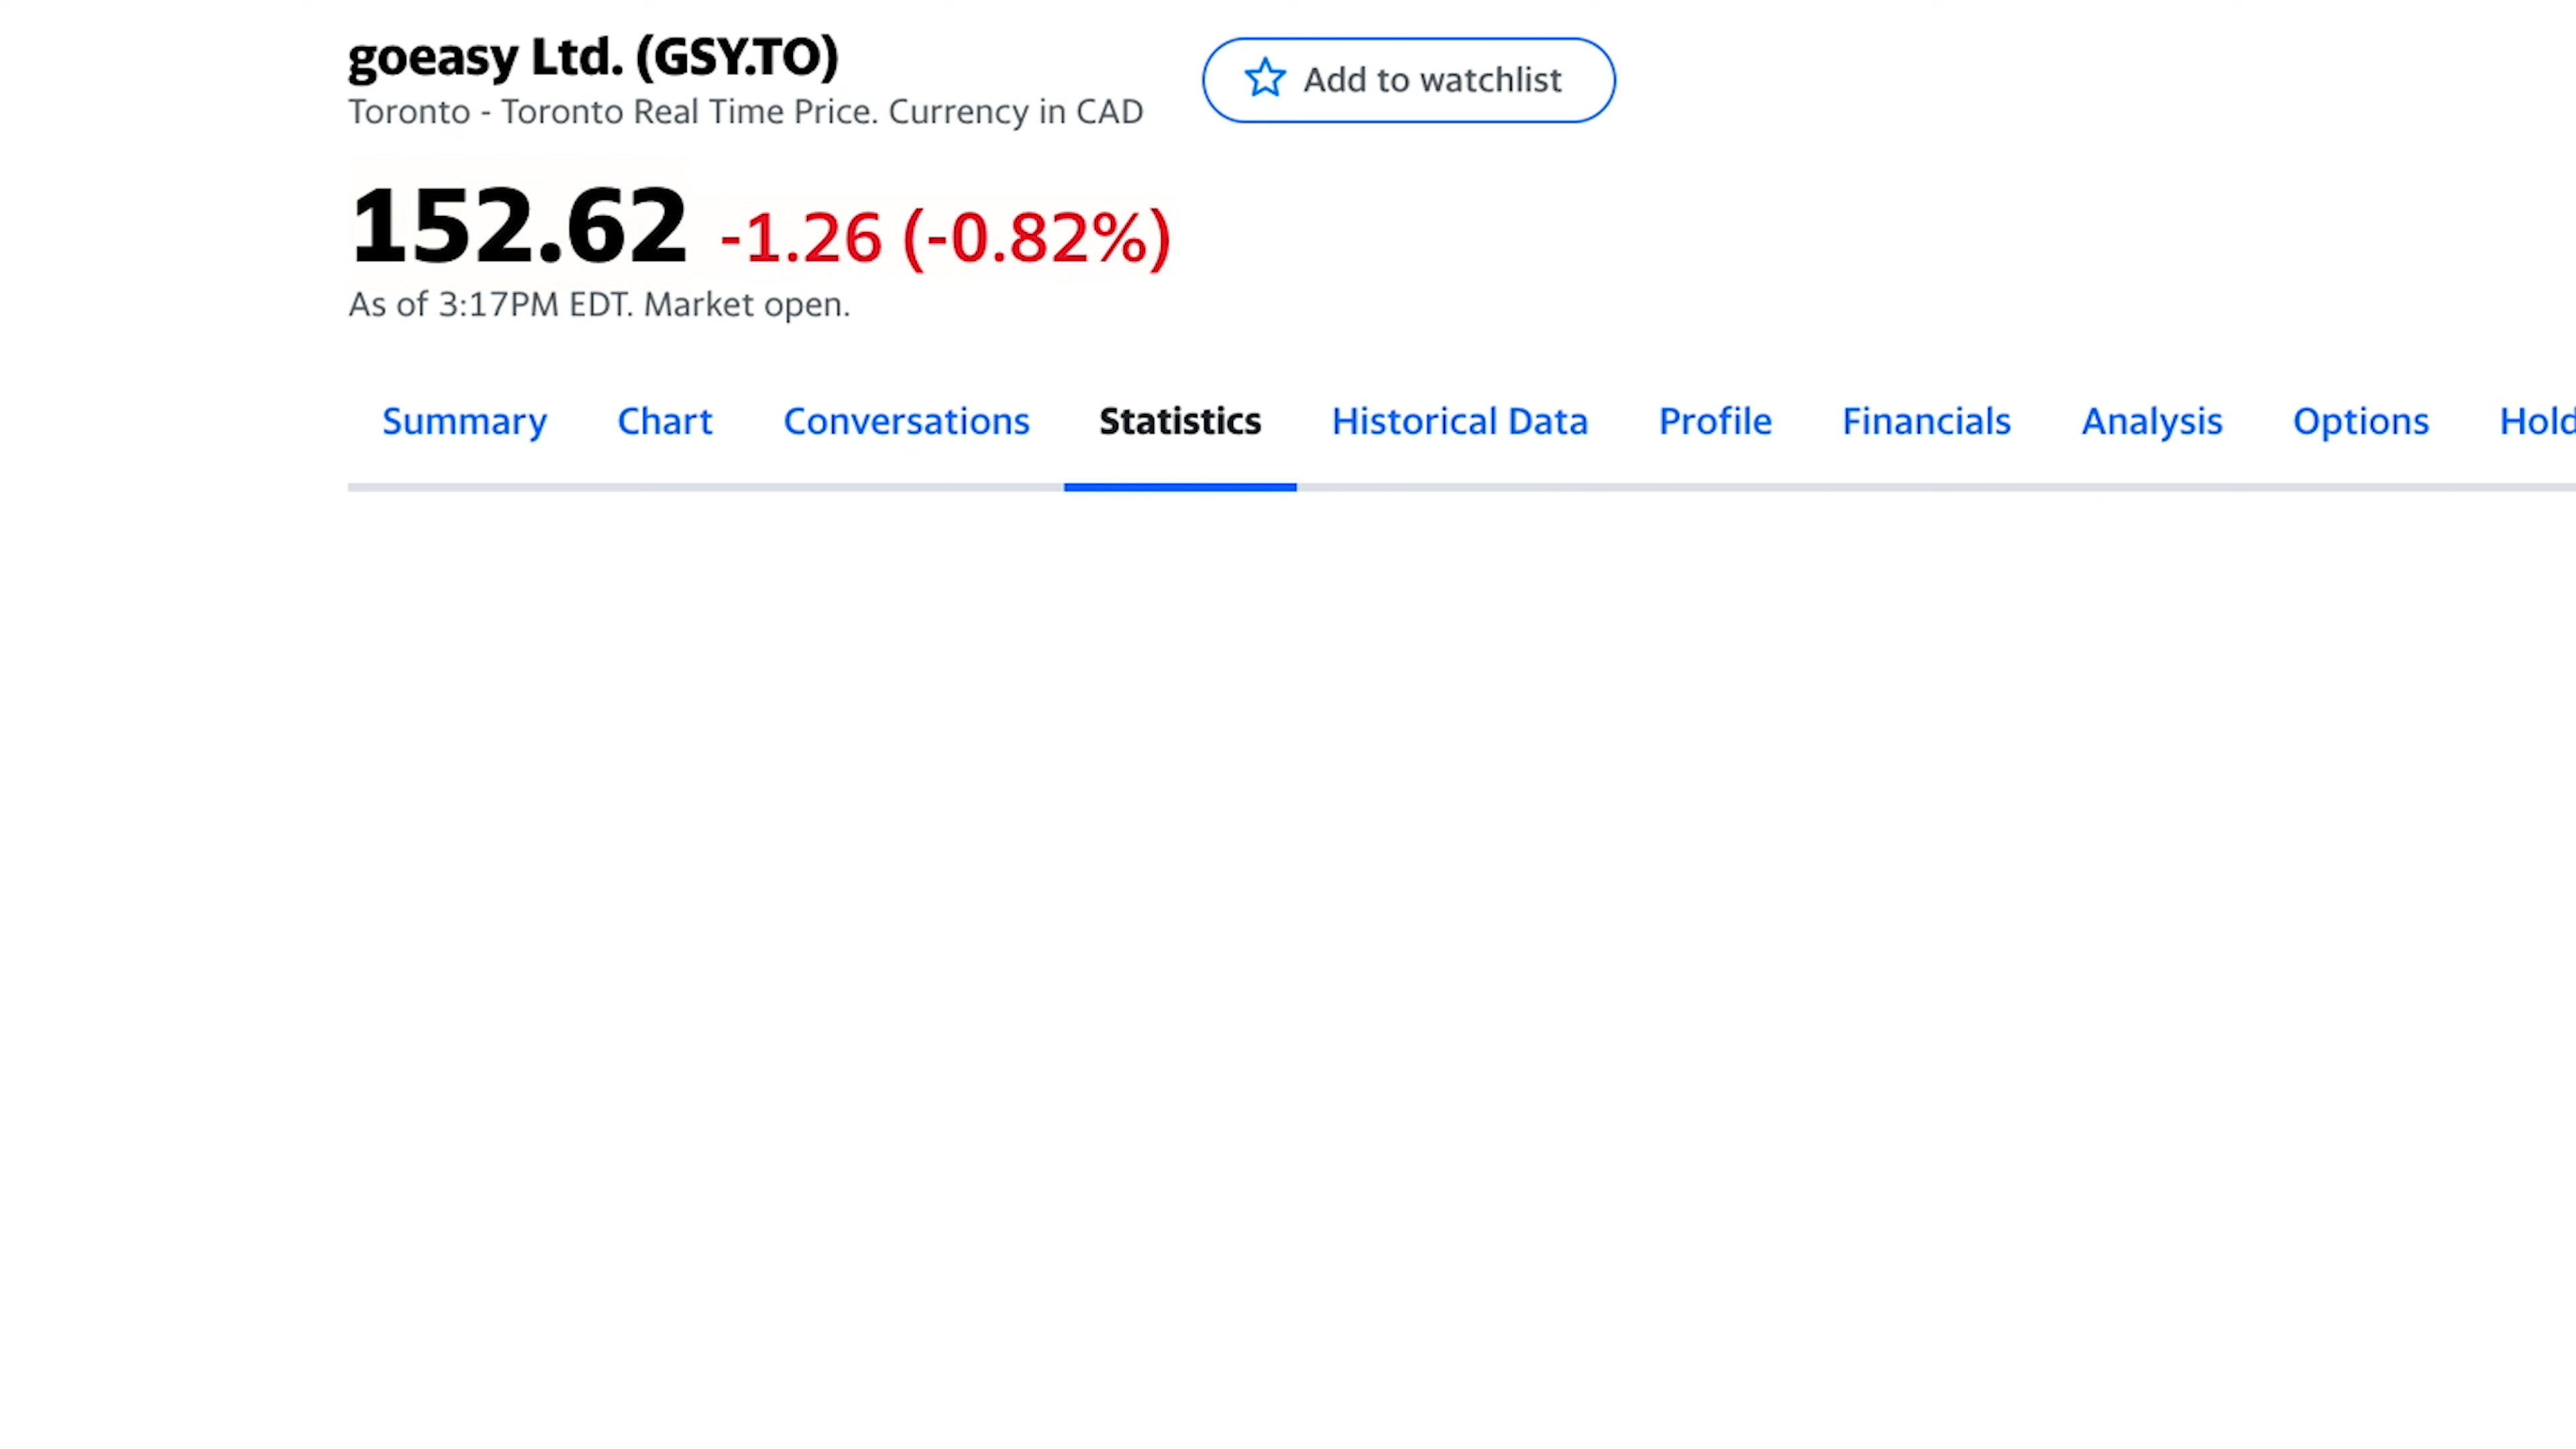 goeasy Ltd. (GSY.TO)
Toronto - Toronto Real Time Price. Currency in CAD
Add to watchlist
152.62 -1.26 (-0.82%)
As of 3:17PM EDT. Market open.
Summary Chart Conversations Statistics Historical Data Profile Financials Analysis Options Hold